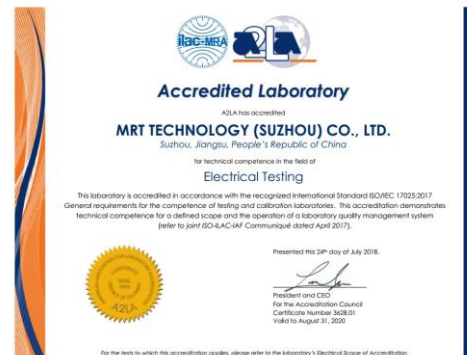 ilac-MRA
A2LA
Accredited Laboratory
A2LA has accredited
MRT TECHNOLOGY (SUZHOU) CO., LTD.
Suzhou, Jiangsu, People's Republic of China
for technical competence in the field of
Electrical Testing
This laboratory is accredited in accordance with the recognized International Standard ISO/IEC 17025:2017
General requirements for the competence of testing and calibration laboratories. This accreditation demonstrates
technical competence for a defined scope and the operation of a laboratory quality management system
(refer to joint ISO-ILAC-IAF Communiqué dated April 2017).
Presented this 24th day of July 2018.
President and CEO
For the Accreditation Council
Certificate Number 3628.01
Valid to August 31, 2020
A2LA
For the tests to which this accreditation applies, please refer to the laboratory's Electrical Scope of Accreditation.